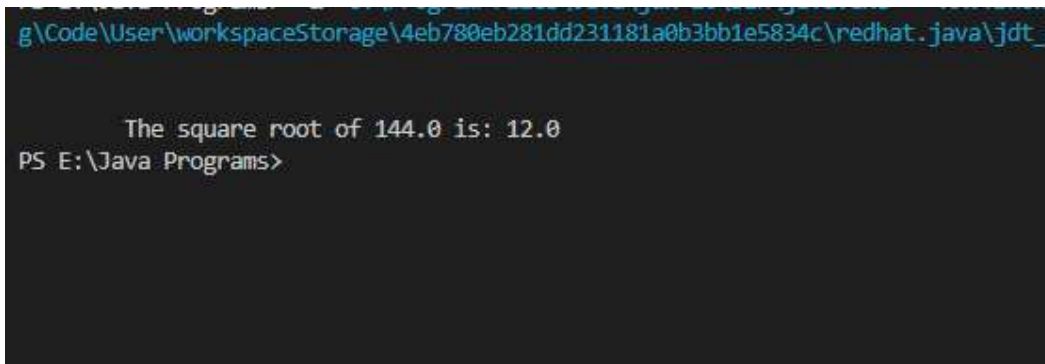 g\Code\User\workspaceStorage\4eb780eb281dd231181a0b3bb1e5834c\redhat.java\jdt_
The square root of 144.0 is: 12.0
PS E:\Java Programs>